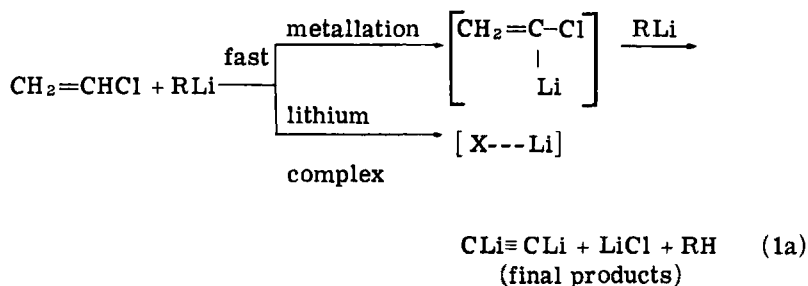 metallation
[CH₂=C–Cl] RLi
fast
|
Li
CH₂=CHCl + RLi
lithium
[ X---Li]
complex
CLi≡CLi + LiCl + RH (1a)
(final products)